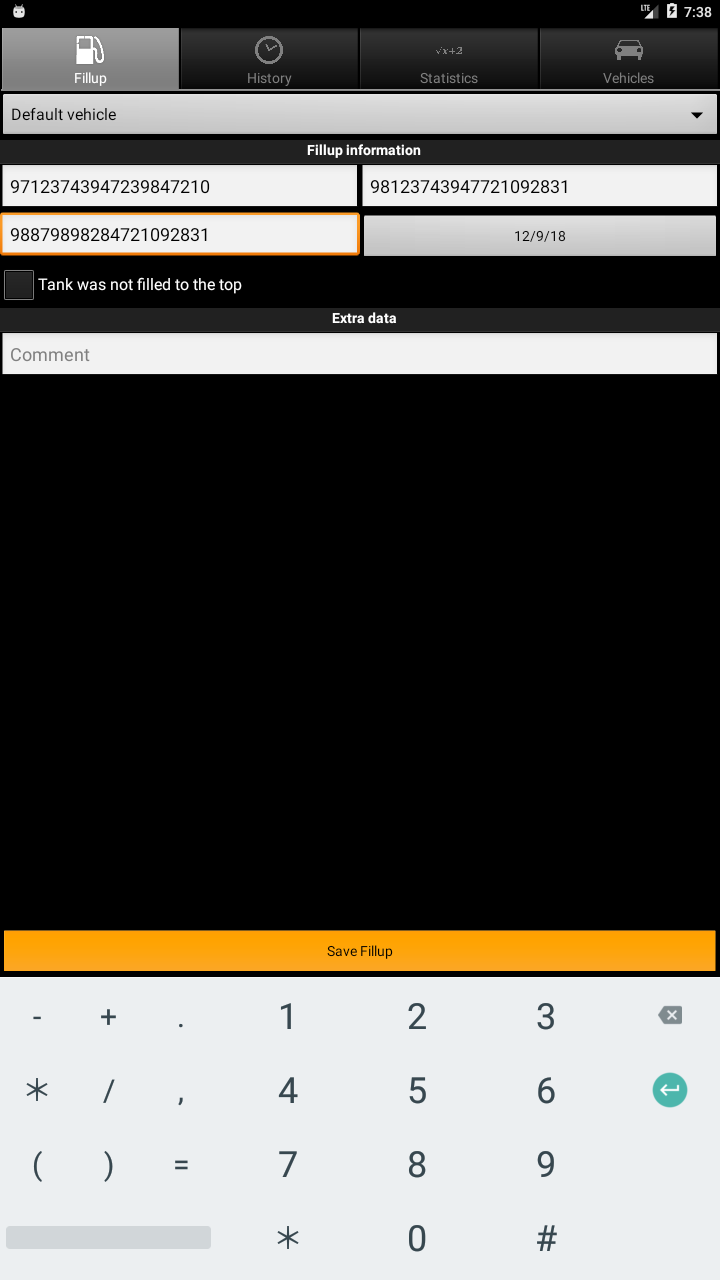 LTE 7:38
√x+2
Fillup History Statistics Vehicles
Default vehicle
Fillup information
97123743947239847210 98123743947721092831
98879898284721092831 12/9/18
Tank was not filled to the top
Extra data
Comment
Save Fillup
- + . 1 2 3
* / , 4 5 6
( ) = 7 8 9
* 0 #